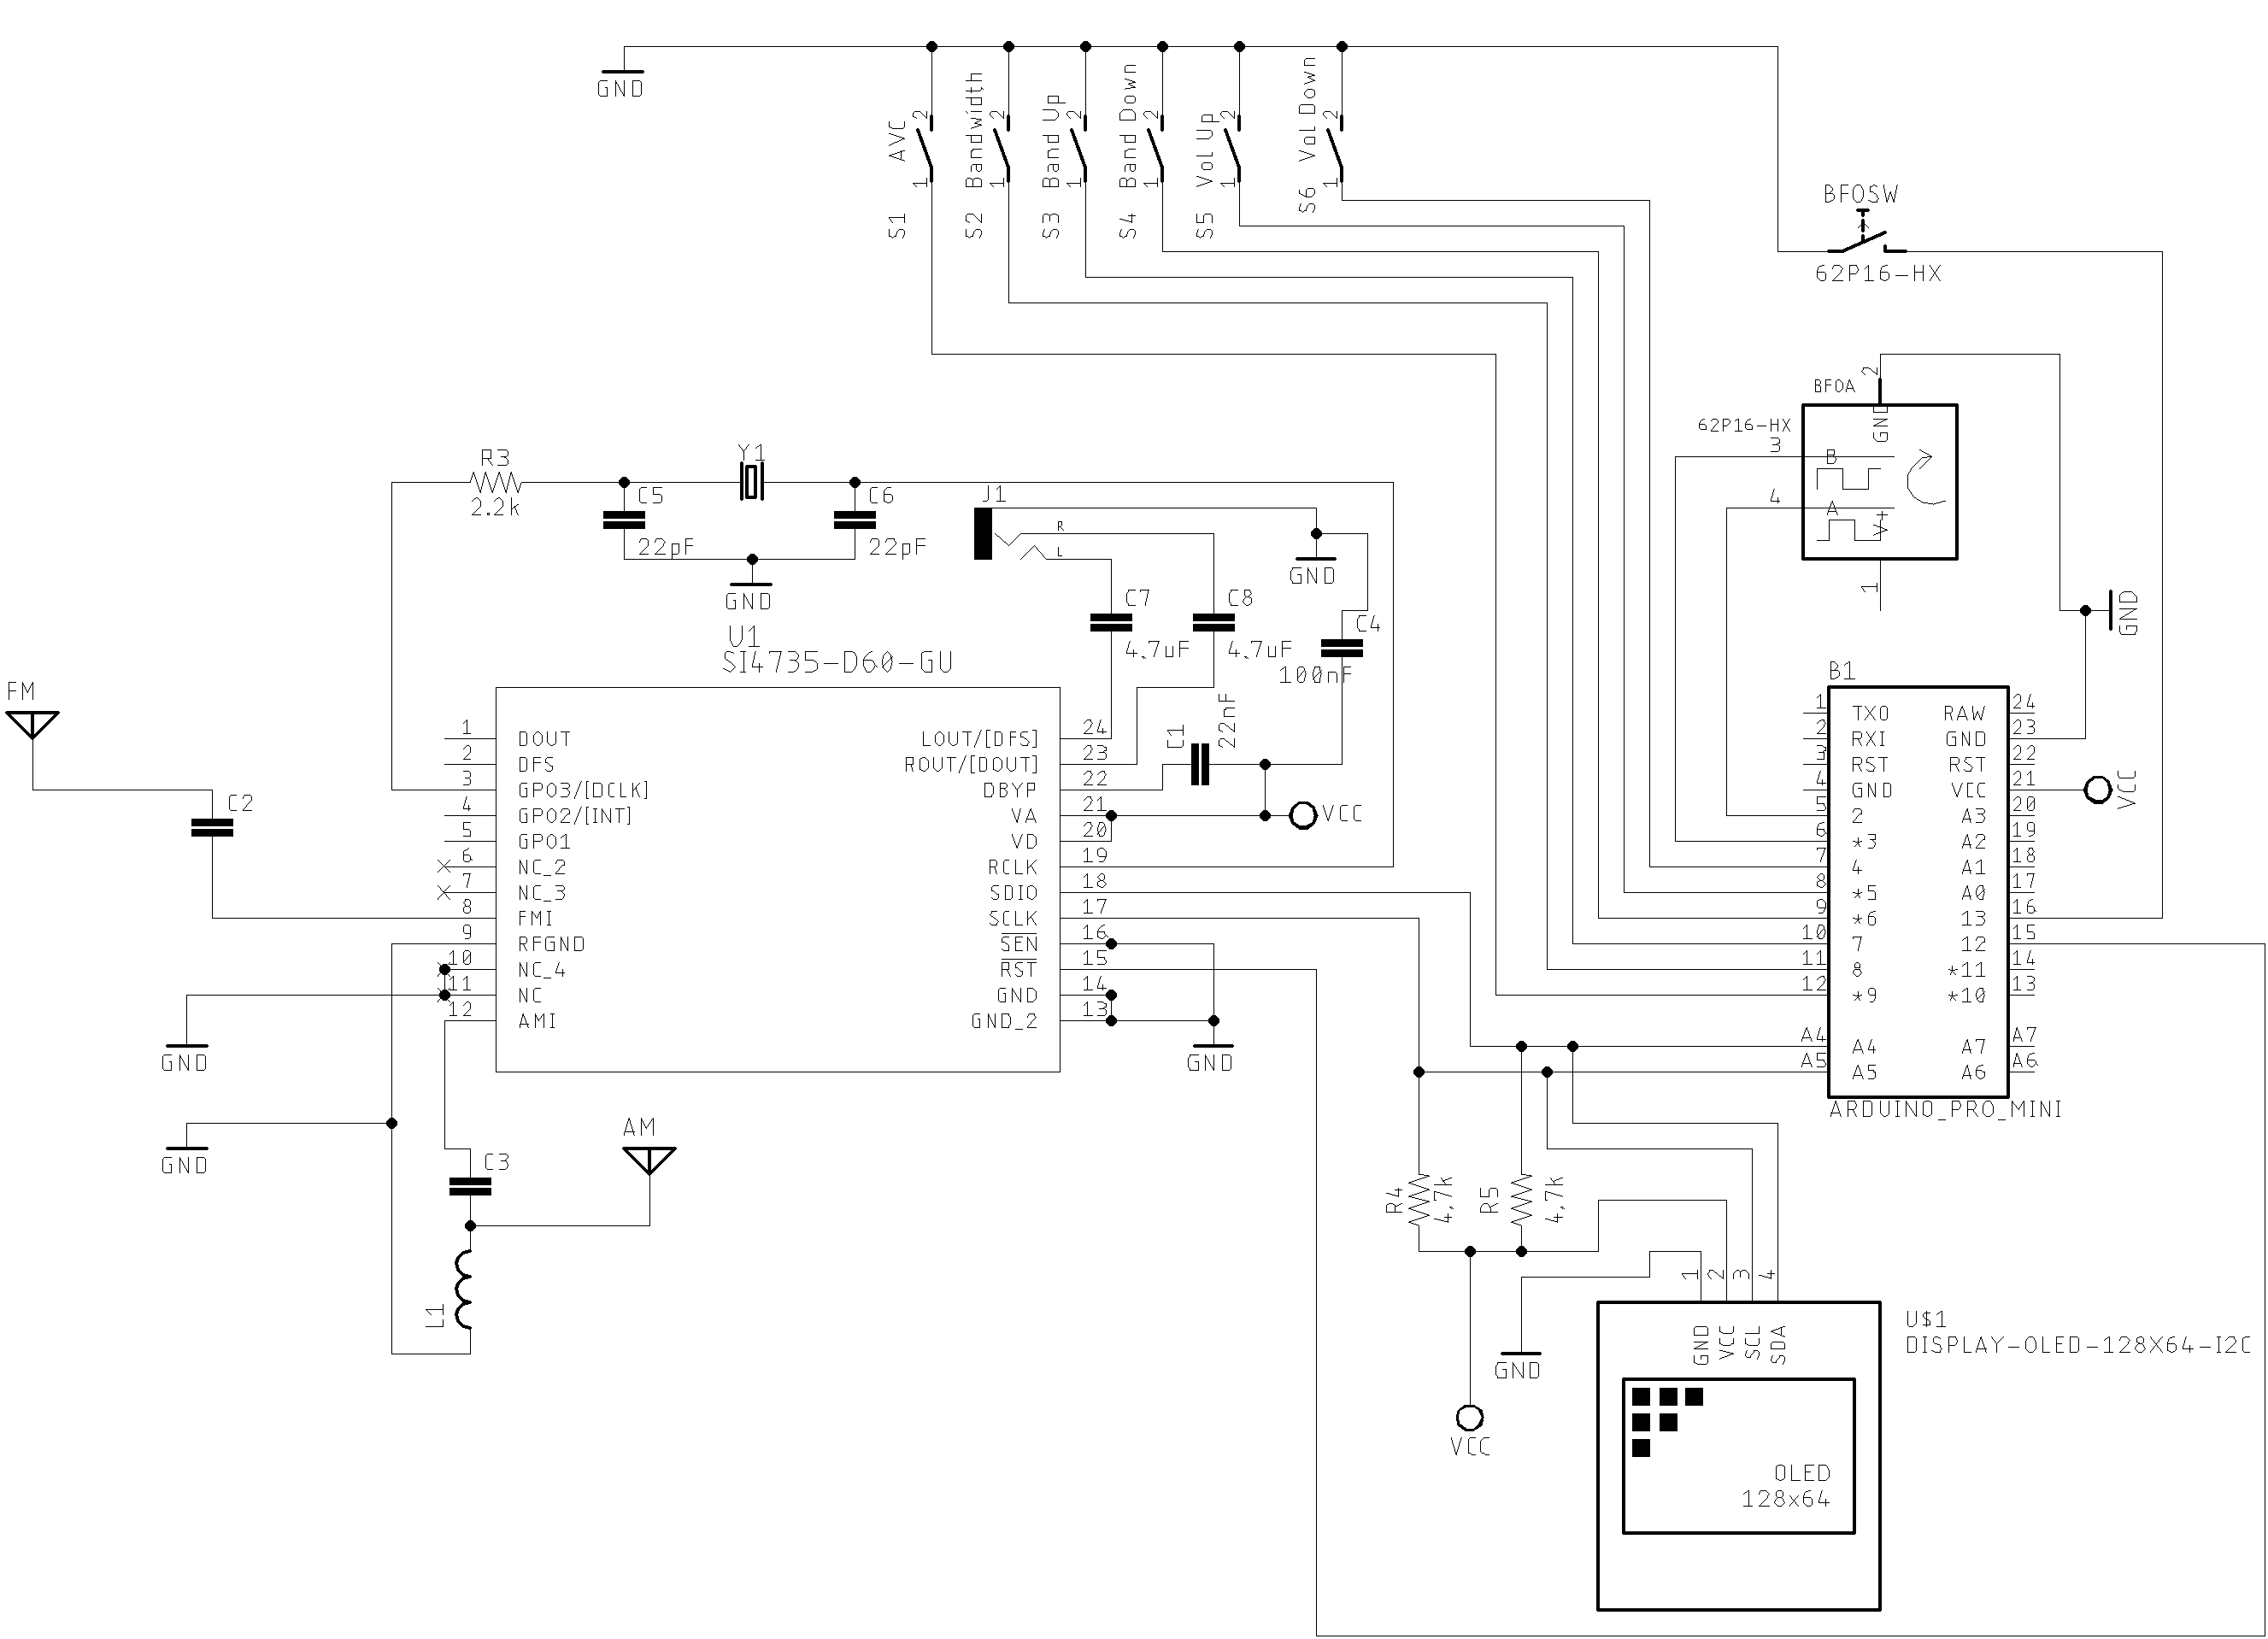 GND
S1 AVC
1
2
S2 Bandwidth
1
2
S3 Band Up
1
2
S4 Band Down
1
2
S5 Vol Up
1
2
S6 Vol Down
1
2
BFOSW
62P16-HX
BFOA
62P16-HX
2
GND
3
B
4
A
V+
1
GND
R3
2.2k
C5
22pF
Y1
C6
22pF
GND
J1
R
L
GND
C7
4.7uF
C8
4.7uF
C4
100nF
C1
22nF
VCC
U1
SI4735-D60-GU
1 DOUT
2 DFS
3 GPO3/[DCLK]
4 GPO2/[INT]
5 GPO1
6 NC_2
7 NC_3
8 FMI
9 RFGND
10 NC_4
11 NC
12 AMI
LOUT/[DFS] 24
ROUT/[DOUT] 23
DBYP 22
VA 21
VD 20
RCLK 19
SDIO 18
SCLK 17
SEN 16
RST 15
GND 14
GND_2 13
GND
FM
C2
GND
GND
C3
AM
L1
B1
1 TXO
2 RXI
3 RST
4 GND
5 2
6 *3
7 4
8 *5
9 *6
10 7
11 8
12 *9
A4 A4
A5 A5
RAW 24
GND 23
RST 22
VCC 21
A3 20
A2 19
A1 18
A0 17
13 16
12 15
*11 14
*10 13
A7 A7
A6 A6
ARDUINO_PRO_MINI
VCC
R4
4,7k
R5
4,7k
VCC
GND
1 2 3 4
GND
VCC
SCL
SDA
U$1
DISPLAY-OLED-128X64-I2C
OLED
128x64